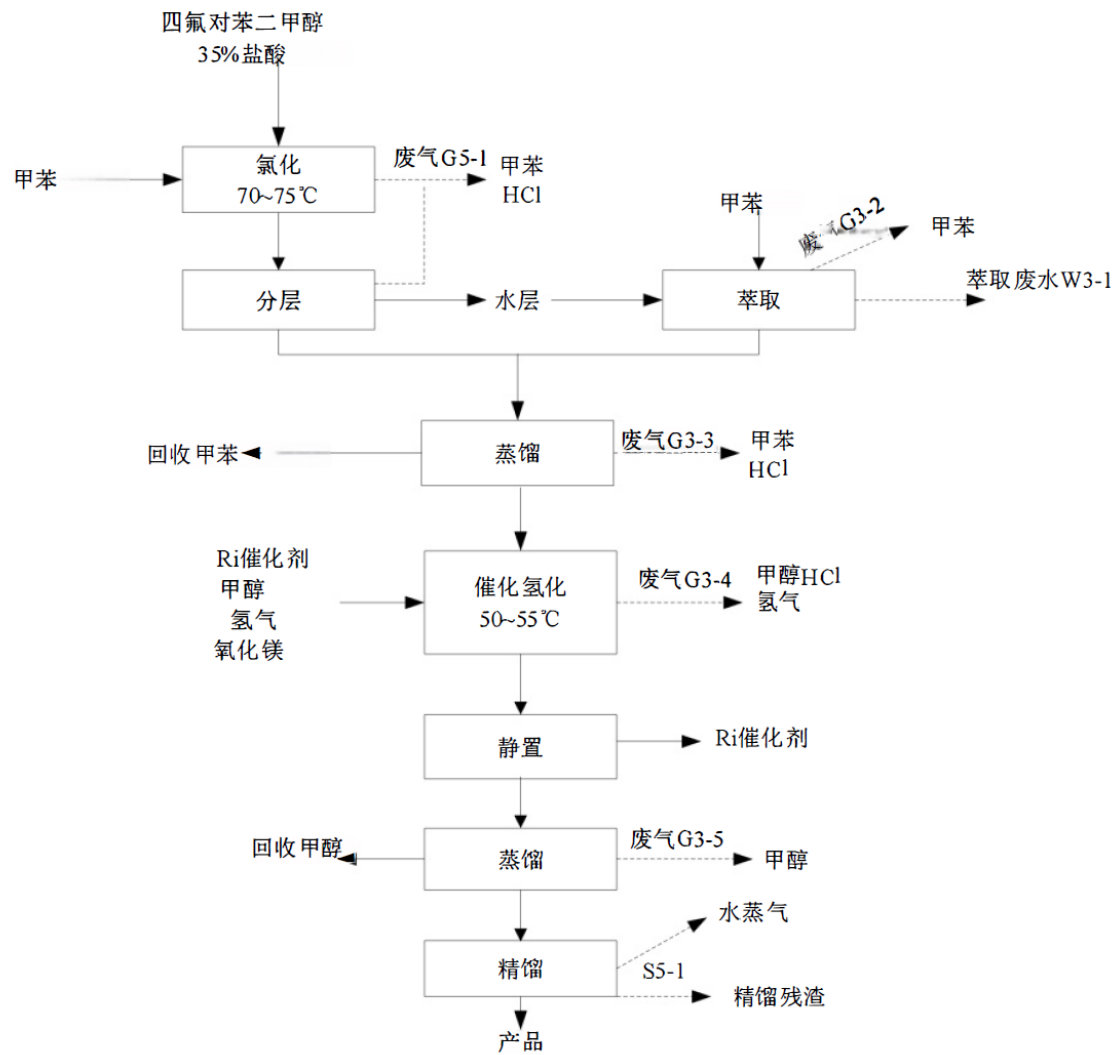 四氟对苯二甲醇
35%盐酸
甲苯
氯化
70~75℃
废气G5-1
甲苯
HCl
分层
水层
甲苯
废气G3-2
甲苯
萃取
萃取废水W3-1
回收甲苯
蒸馏
废气G3-3
甲苯
HCl
Ri催化剂
甲醇
氢气
氧化镁
催化氢化
50~55℃
废气G3-4
甲醇HCl
氢气
静置
Ri催化剂
回收甲醇
蒸馏
废气G3-5
甲醇
水蒸气
精馏
S5-1
精馏残渣
产品